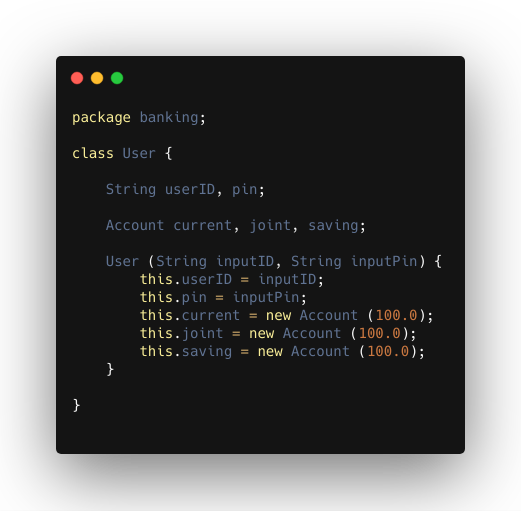 package banking;
class User {
String userID, pin;
Account current, joint, saving;
User (String inputID, String inputPin) {
this.userID = inputID;
this.pin = inputPin;
this.current = new Account (100.0);
this.joint = new Account (100.0);
this.saving = new Account (100.0);
}
}